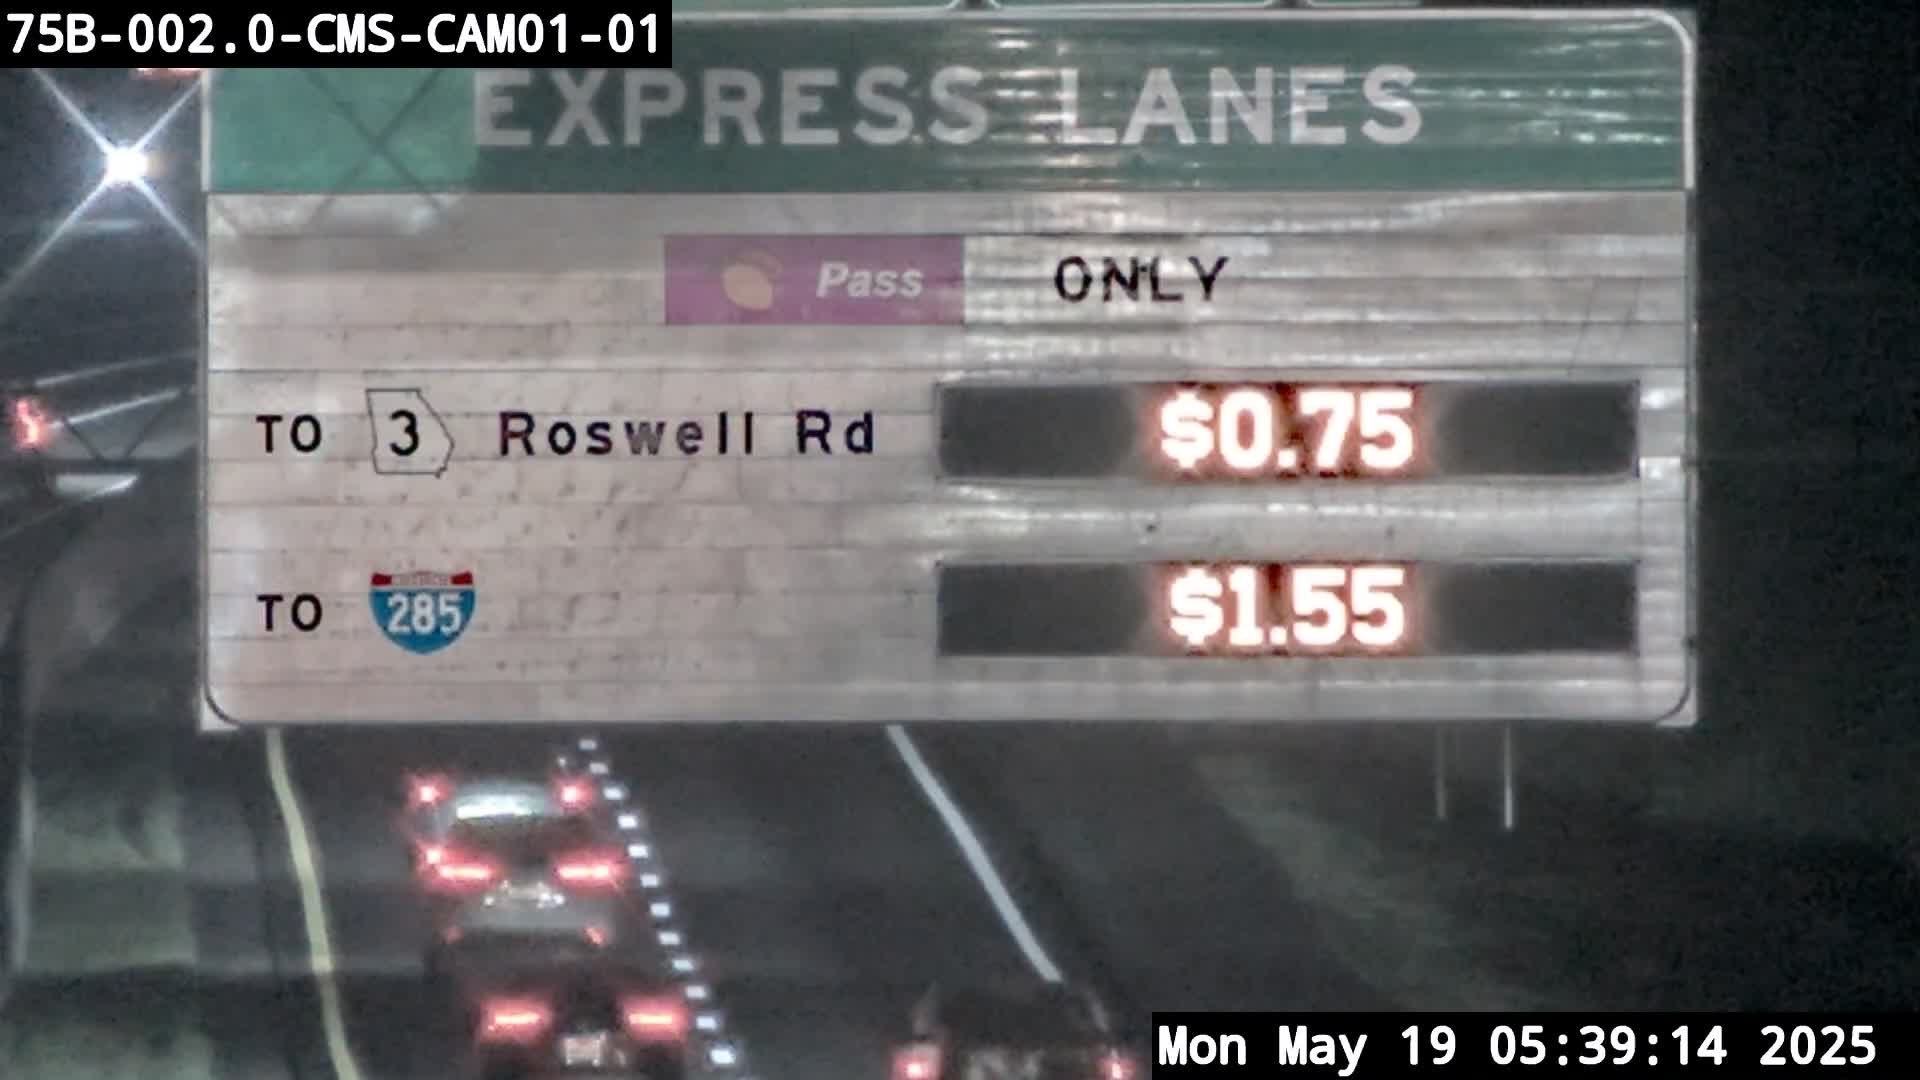 75B-002.0-CMS-CAM01-01
EXPRESS LANES
Pass ONLY
TO 3 Roswell Rd $0.75
TO 285 $1.55
Mon May 19 05:39:14 2025